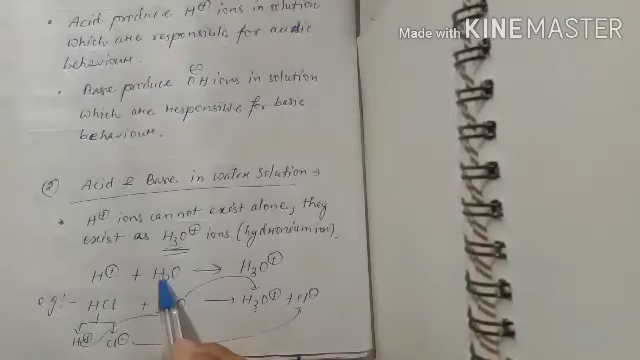 • Acid produce H⊕ ions in solution
which are responsible for acidic
behaviour.
• Base produce O⊖H ions in solution
which are responsible for basic
behaviour.
② Acid & Base in water solution
* H⊕ ions cannot exist alone, they
exist as H₃O⊕ ions (hydronium ion).
H⊕ + H₂O → H₃O⊕
e.g:- HCl + O → H₃O⊕ + Cl⊖
H⊕ Cl⊖
Made with KINEMASTER